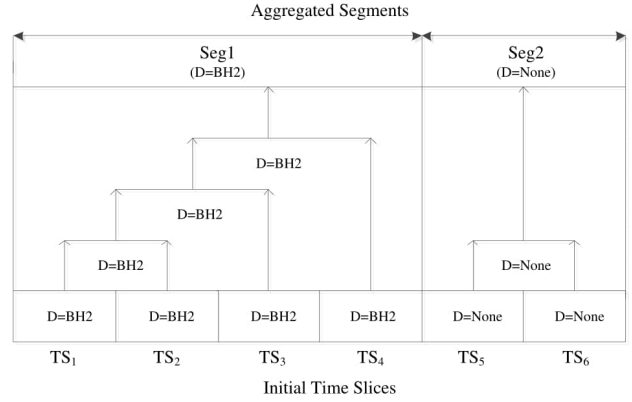 Aggregated Segments
Seg1
(D=BH2)
Seg2
(D=None)
D=BH2
D=BH2
D=BH2
D=None
D=BH2
D=BH2
D=BH2
D=BH2
D=None
D=None
TS₁
TS₂
TS₃
TS₄
TS₅
TS₆
Initial Time Slices